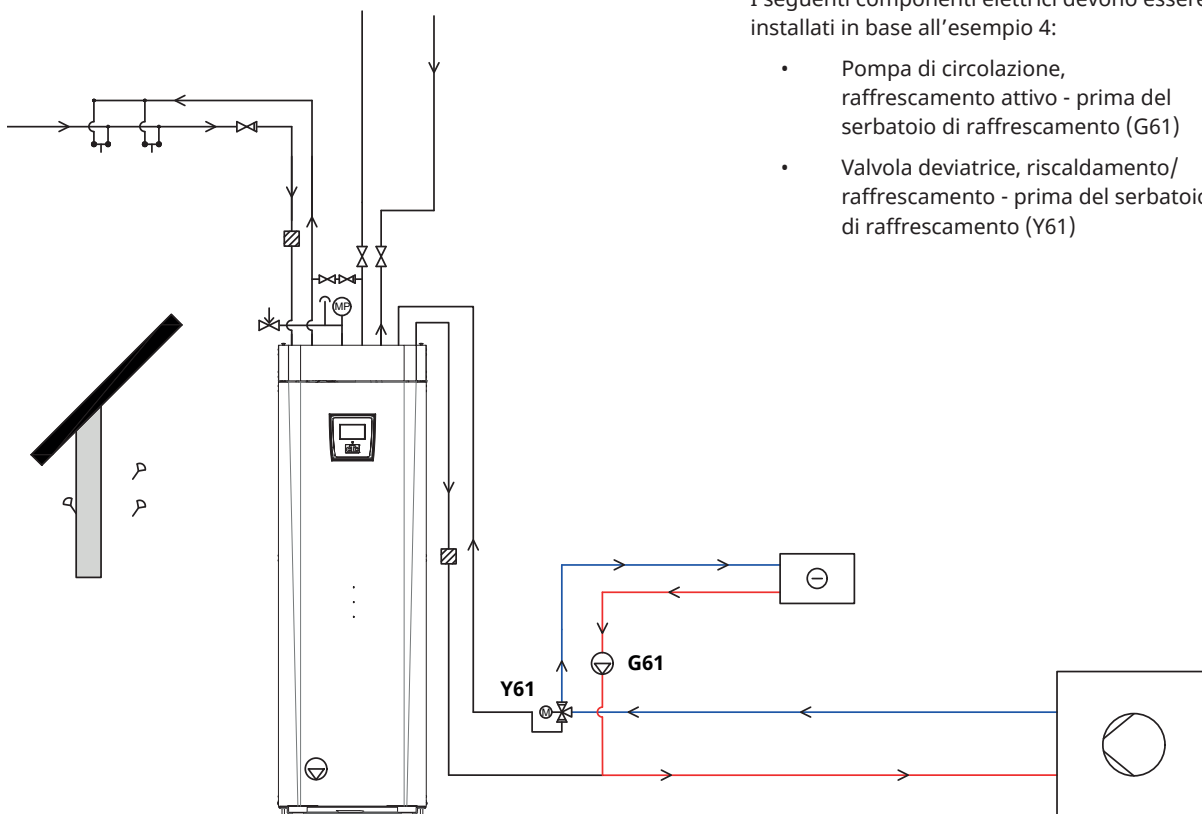 I seguenti componenti elettrici devono essere
installati in base all’esempio 4:
• Pompa di circolazione,
raffrescamento attivo - prima del
serbatoio di raffrescamento (G61)
• Valvola deviatrice, riscaldamento/
raffrescamento - prima del serbatoio
di raffrescamento (Y61)
MP
G61
Y61
M